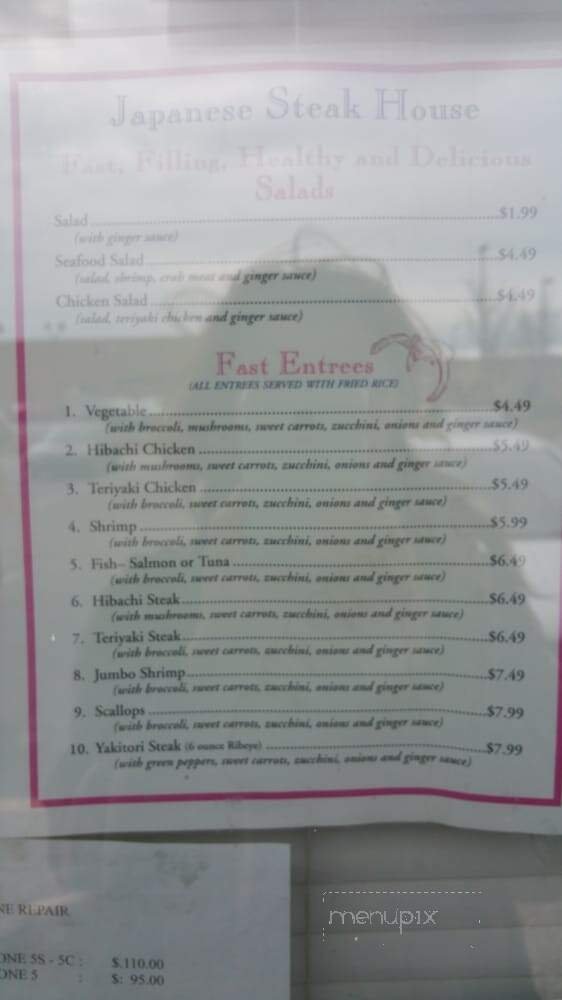 Japanese Steak House
Fast, Filling, Healthy and Delicious
Salads
Salad ........ $1.99
(with ginger sauce)
Seafood Salad ........ $4.49
(salad, shrimp, crab meat and ginger sauce)
Chicken Salad ........ $4.49
(salad, teriyaki chicken and ginger sauce)
Fast Entrees
(ALL ENTREES SERVED WITH FRIED RICE)
1. Vegetable ........ $4.49
(with broccoli, mushrooms, sweet carrots, zucchini, onions and ginger sauce)
2. Hibachi Chicken ........ $5.49
(with mushrooms, sweet carrots, zucchini, onions and ginger sauce)
3. Teriyaki Chicken ........ $5.49
(with broccoli, sweet carrots, zucchini, onions and ginger sauce)
4. Shrimp ........ $5.99
(with broccoli, sweet carrots, zucchini, onions and ginger sauce)
5. Fish– Salmon or Tuna ........ $6.49
(with broccoli, sweet carrots, zucchini, onions and ginger sauce)
6. Hibachi Steak ........ $6.49
(with mushrooms, sweet carrots, zucchini, onions and ginger sauce)
7. Teriyaki Steak ........ $6.49
(with broccoli, sweet carrots, zucchini, onions and ginger sauce)
8. Jumbo Shrimp ........ $7.49
(with broccoli, sweet carrots, zucchini, onions and ginger sauce)
9. Scallops ........ $7.99
(with broccoli, sweet carrots, zucchini, onions and ginger sauce)
10. Yakitori Steak (6 ounce Ribeye) ........ $7.99
(with green peppers, sweet carrots, zucchini, onions and ginger sauce)
NE REPAIR
ONE 5S - 5C : $.110.00
ONE 5 : $: 95.00
menupix